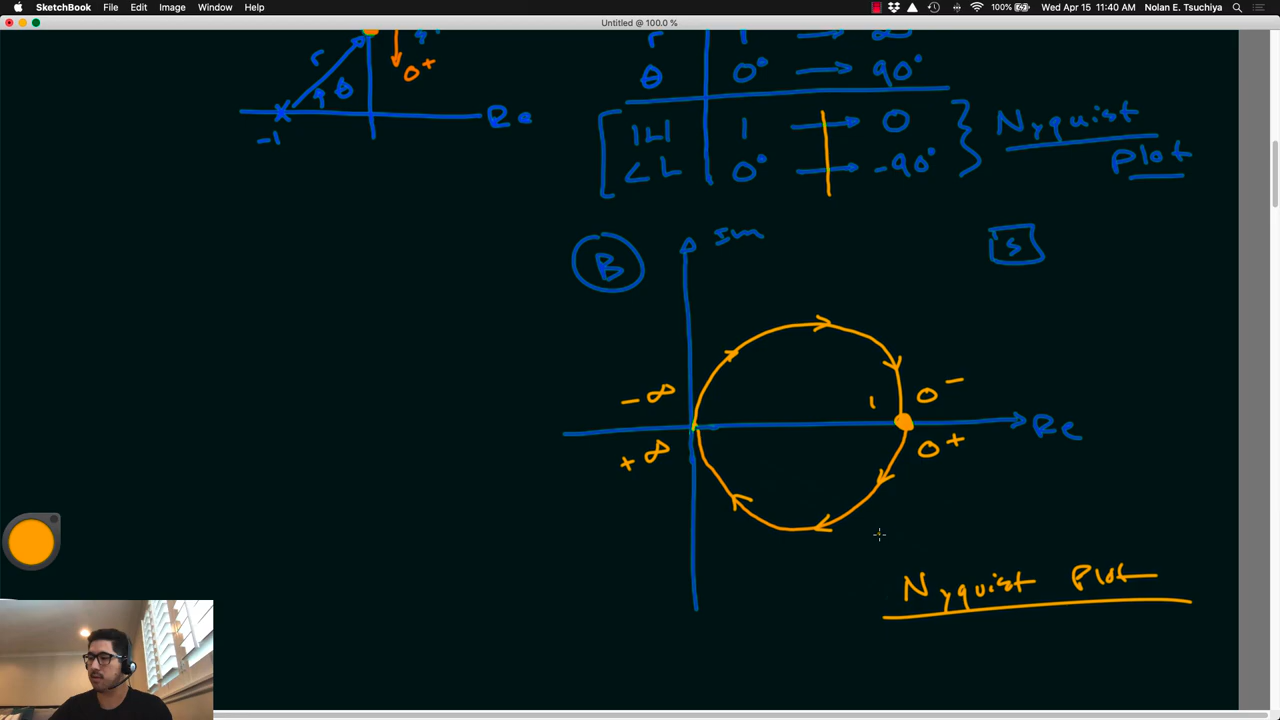 SketchBook File Edit Image Window Help 100% Wed Apr 15 11:40 AM Nolan E. Tsuchiya
Untitled @ 100.0 %
r 1 → ∞
θ 0° → 90°
r θ 0+
-1 Re
|L| 1 → 0
<L 0° → -90°
Nyquist
Plot
B Im S
-∞ 1 0-
+∞ 0+ Re
Nyquist Plot